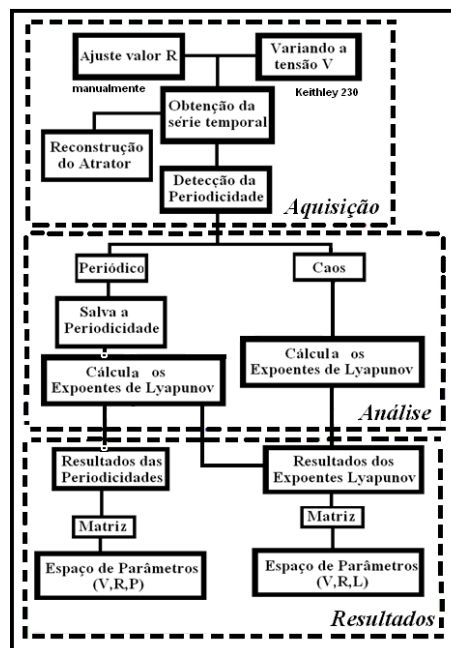 Ajuste valor R
manualmente
Variando a
tensão V
Keithley 230
Obtenção da
série temporal
Reconstrução
do Atrator
Detecção da
Periodicidade
Aquisição
Periódico
Caos
Salva a
Periodicidade
Cálcula os
Expoentes de Lyapunov
Cálcula os
Expoentes de Lyapunov
Análise
Resultados das
Periodicidades
Resultados dos
Expoentes Lyapunov
Matriz
Matriz
Espaço de Parâmetros
(V,R,P)
Espaço de Parâmetros
(V,R,L)
Resultados